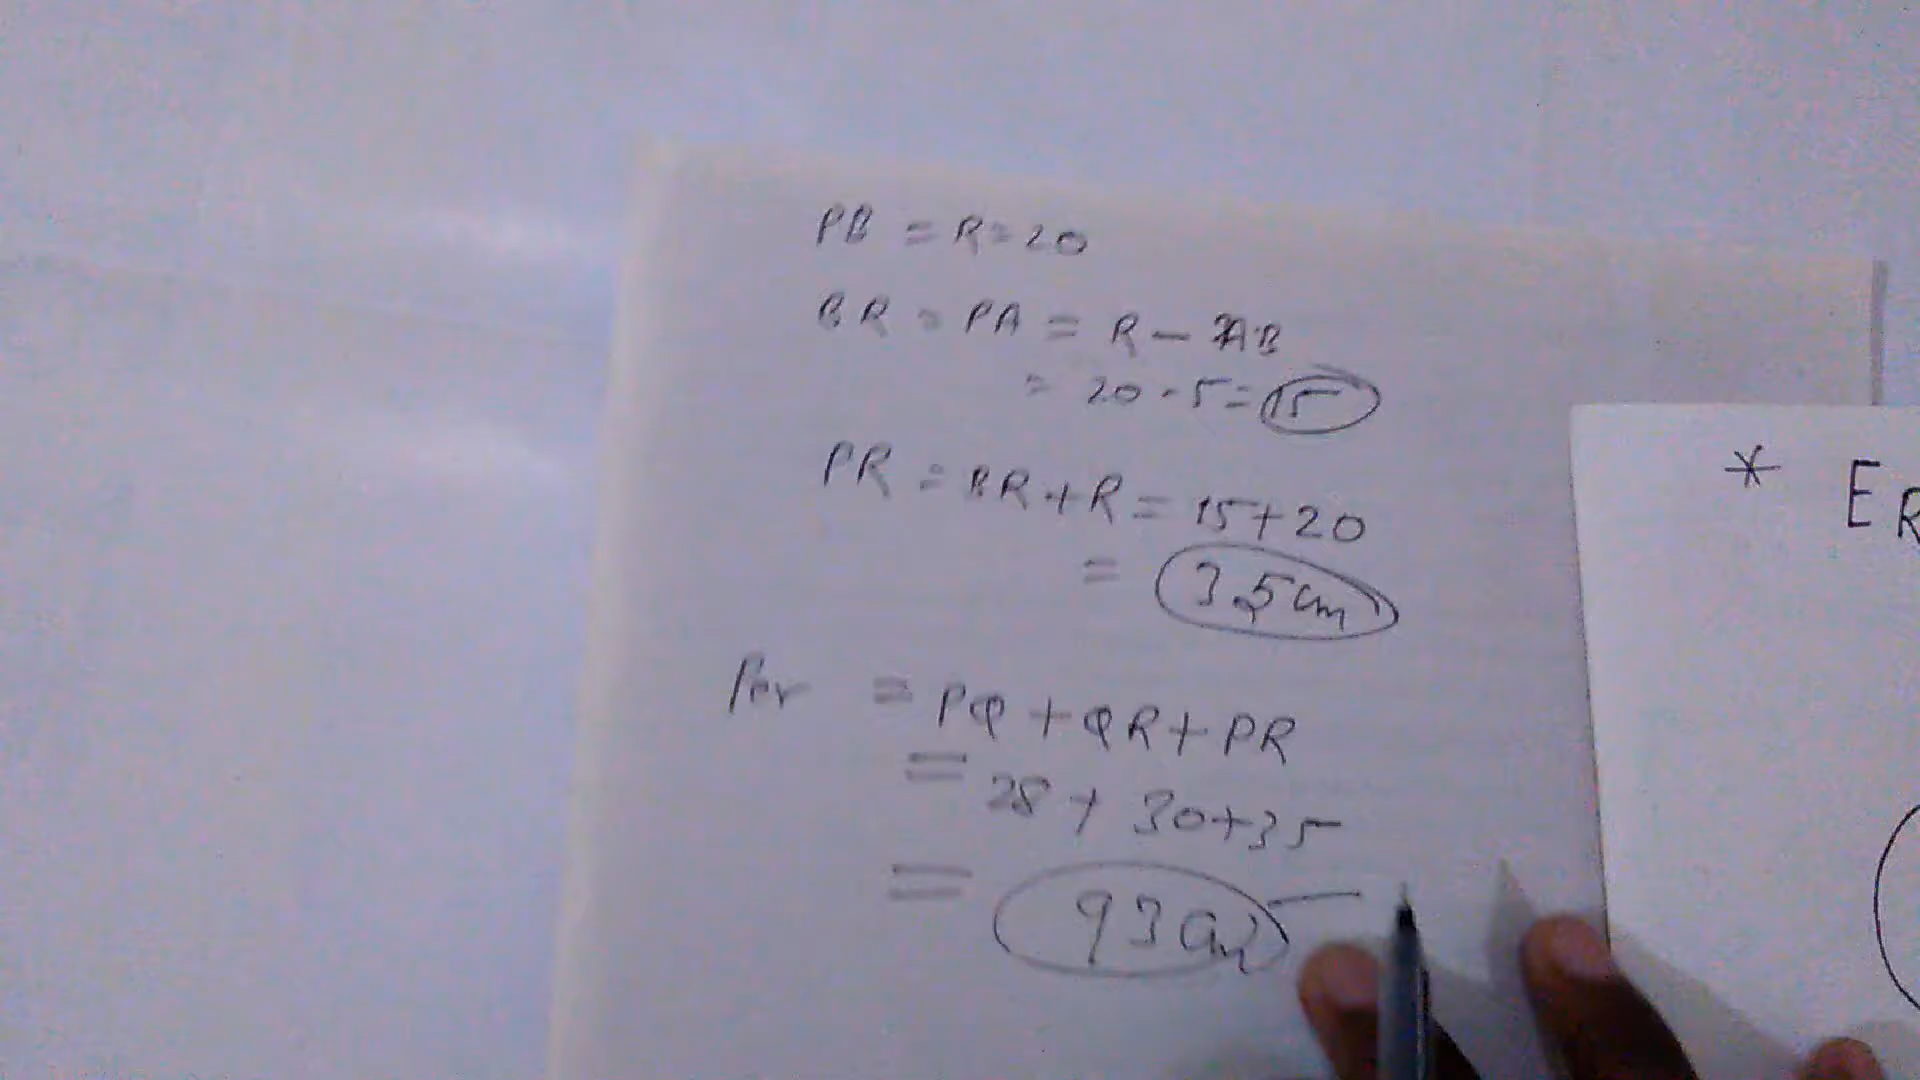 PB = R = 20
BR = PA = R - AB
= 20 - 5 = 15
PR = BR + R = 15 + 20
= 35 cm
Per = PQ + QR + PR
= 28 + 30 + 35
= 93 cm
* ER